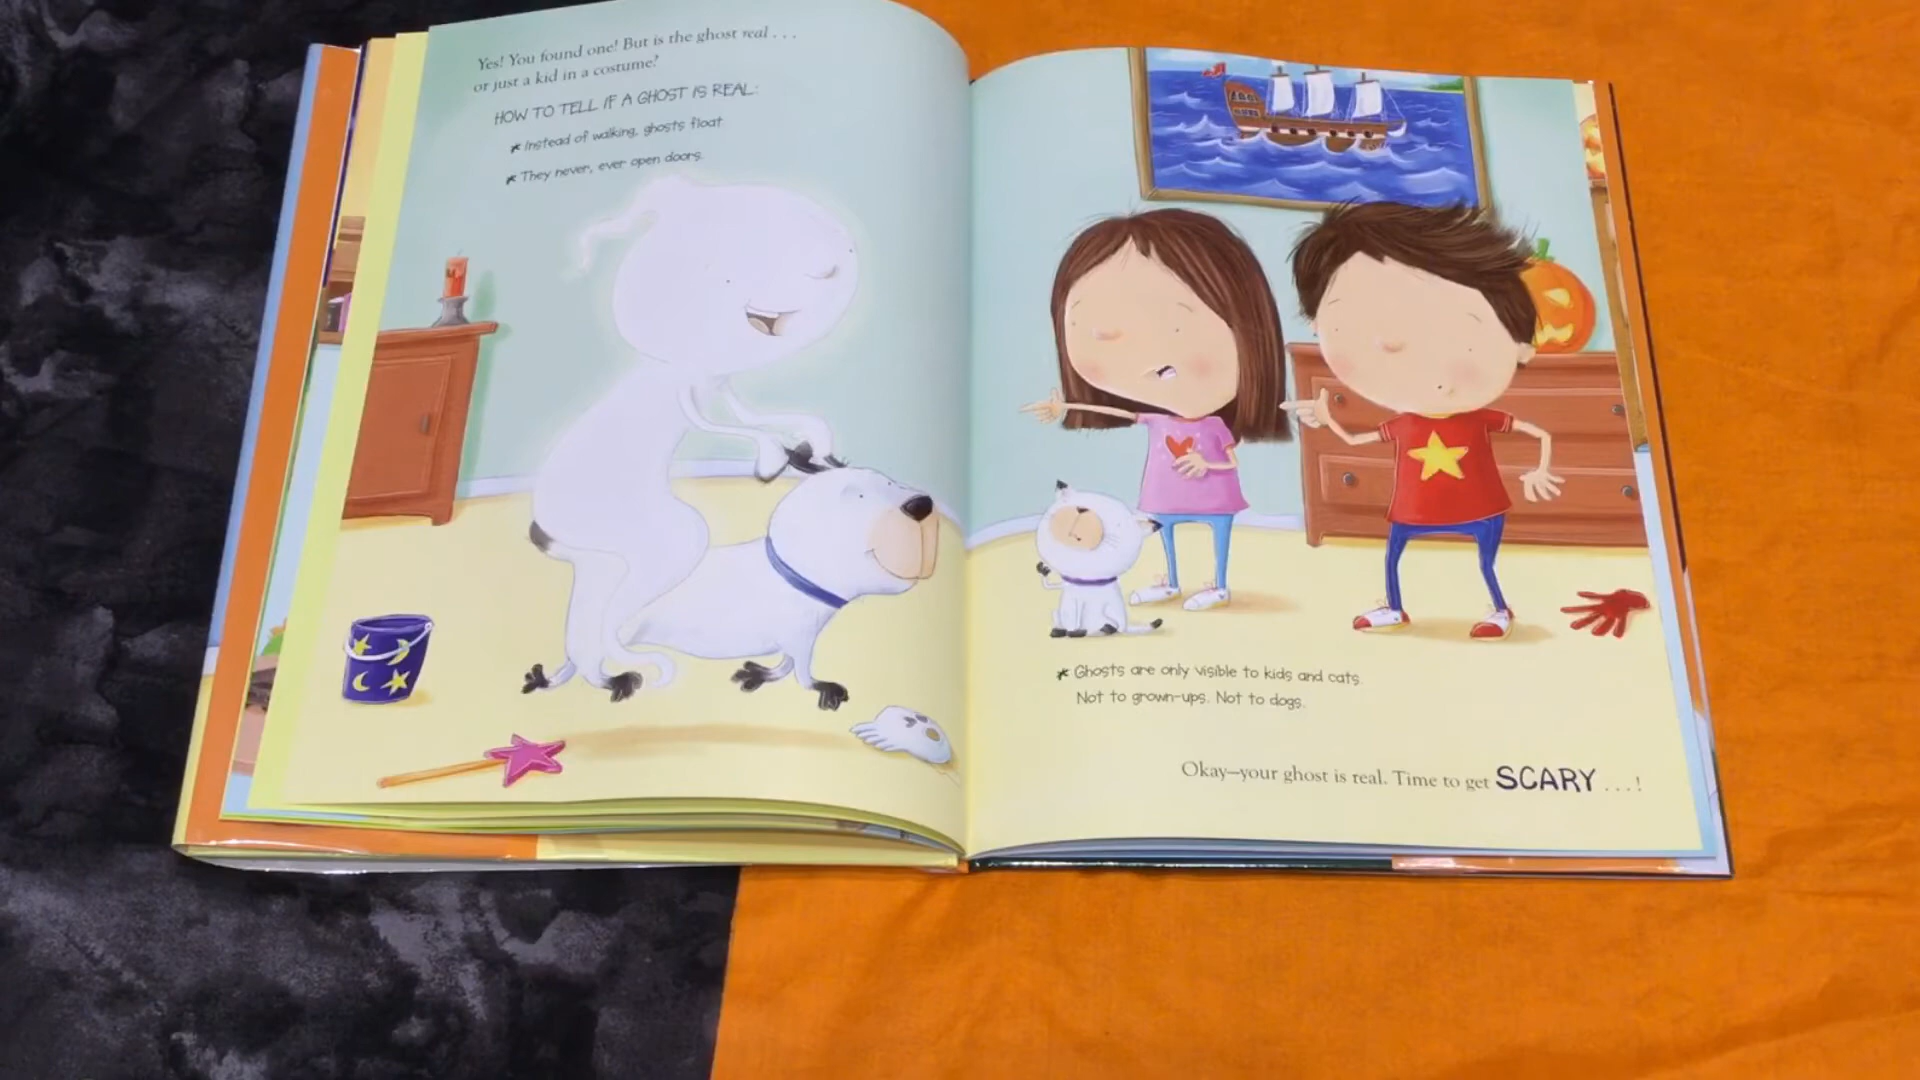 Yes! You found one! But is the ghost real . . .
or just a kid in a costume?
HOW TO TELL IF A GHOST IS REAL:
* Instead of walking, ghosts float.
* They never, ever open doors.
* Ghosts are only visible to kids and cats.
Not to grown-ups. Not to dogs.
Okay—your ghost is real. Time to get SCARY . . . !